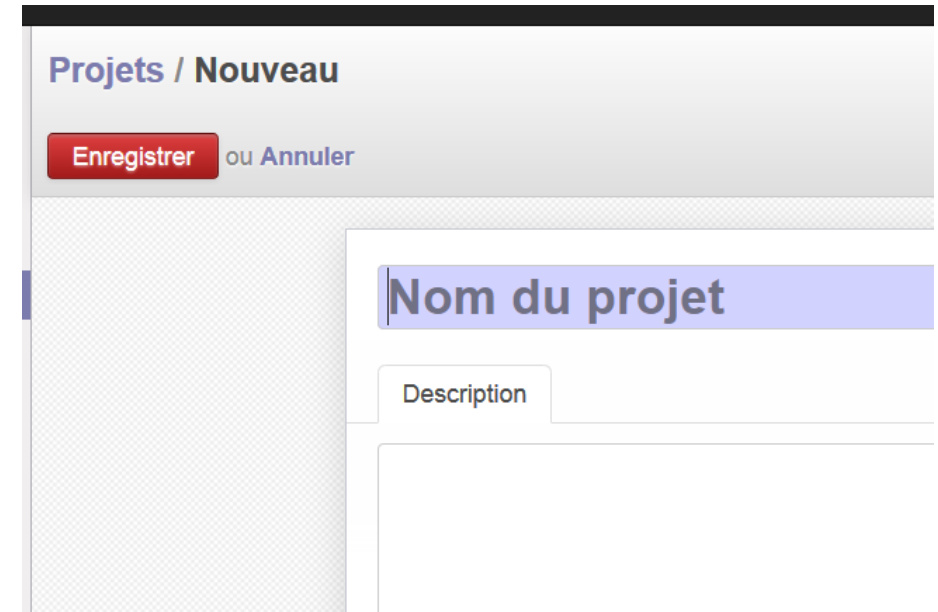 Projets / Nouveau
Enregistrer ou Annuler
Nom du projet
Description